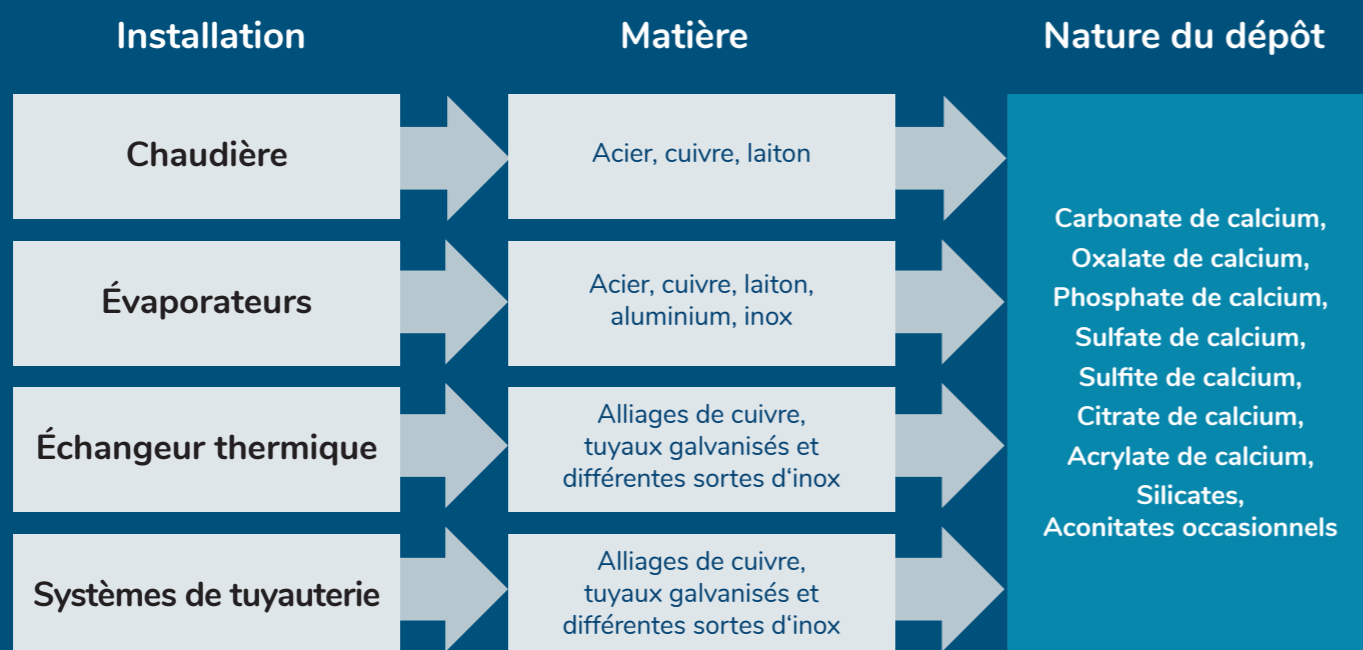 Installation
Matière
Nature du dépôt
Chaudière
Acier, cuivre, laiton
Évaporateurs
Acier, cuivre, laiton,
aluminium, inox
Échangeur thermique
Alliages de cuivre,
tuyaux galvanisés et
différentes sortes d‘inox
Systèmes de tuyauterie
Alliages de cuivre,
tuyaux galvanisés et
différentes sortes d‘inox
Carbonate de calcium,
Oxalate de calcium,
Phosphate de calcium,
Sulfate de calcium,
Sulfite de calcium,
Citrate de calcium,
Acrylate de calcium,
Silicates,
Aconitates occasionnels